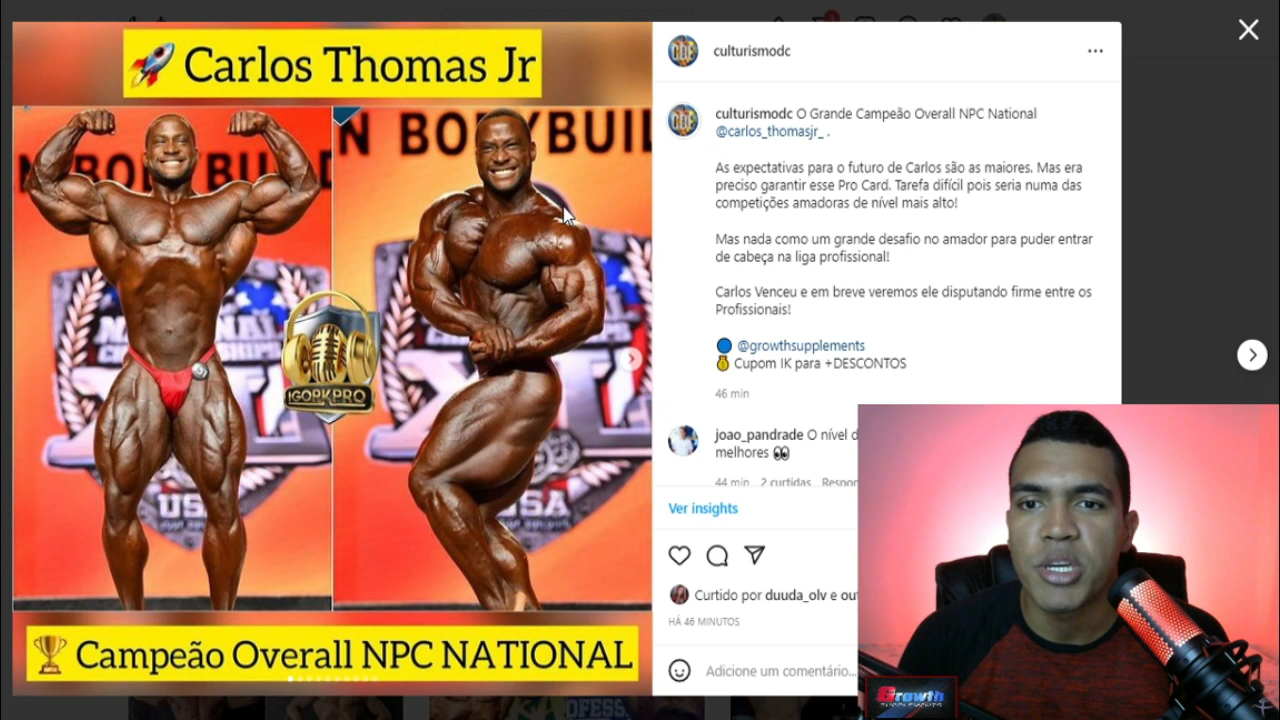 Carlos Thomas Jr
N BODYBUILD
N BODYBUIL
NATIONAL
USA
USA
IGORKPRO
Campeão Overall NPC NATIONAL
culturismodc
culturismodc O Grande Campeão Overall NPC National
@carlos_thomasjr_ .
As expectativas para o futuro de Carlos são as maiores. Mas era
preciso garantir esse Pro Card. Tarefa difícil pois seria numa das
competições amadoras de nível mais alto!
Mas nada como um grande desafio no amador para puder entrar
de cabeça na liga profissional!
Carlos Venceu e em breve veremos ele disputando firme entre os
Profissionais!
@growthsupplements
Cupom IK para +DESCONTOS
46 min
joao_pandrade O nível d
melhores
44 min 2 curtidas Respon
Ver insights
Curtido por duuda_olv e ou
HÁ 46 MINUTOS
Adicione um comentário...
Growth
SUPPLEMENTS